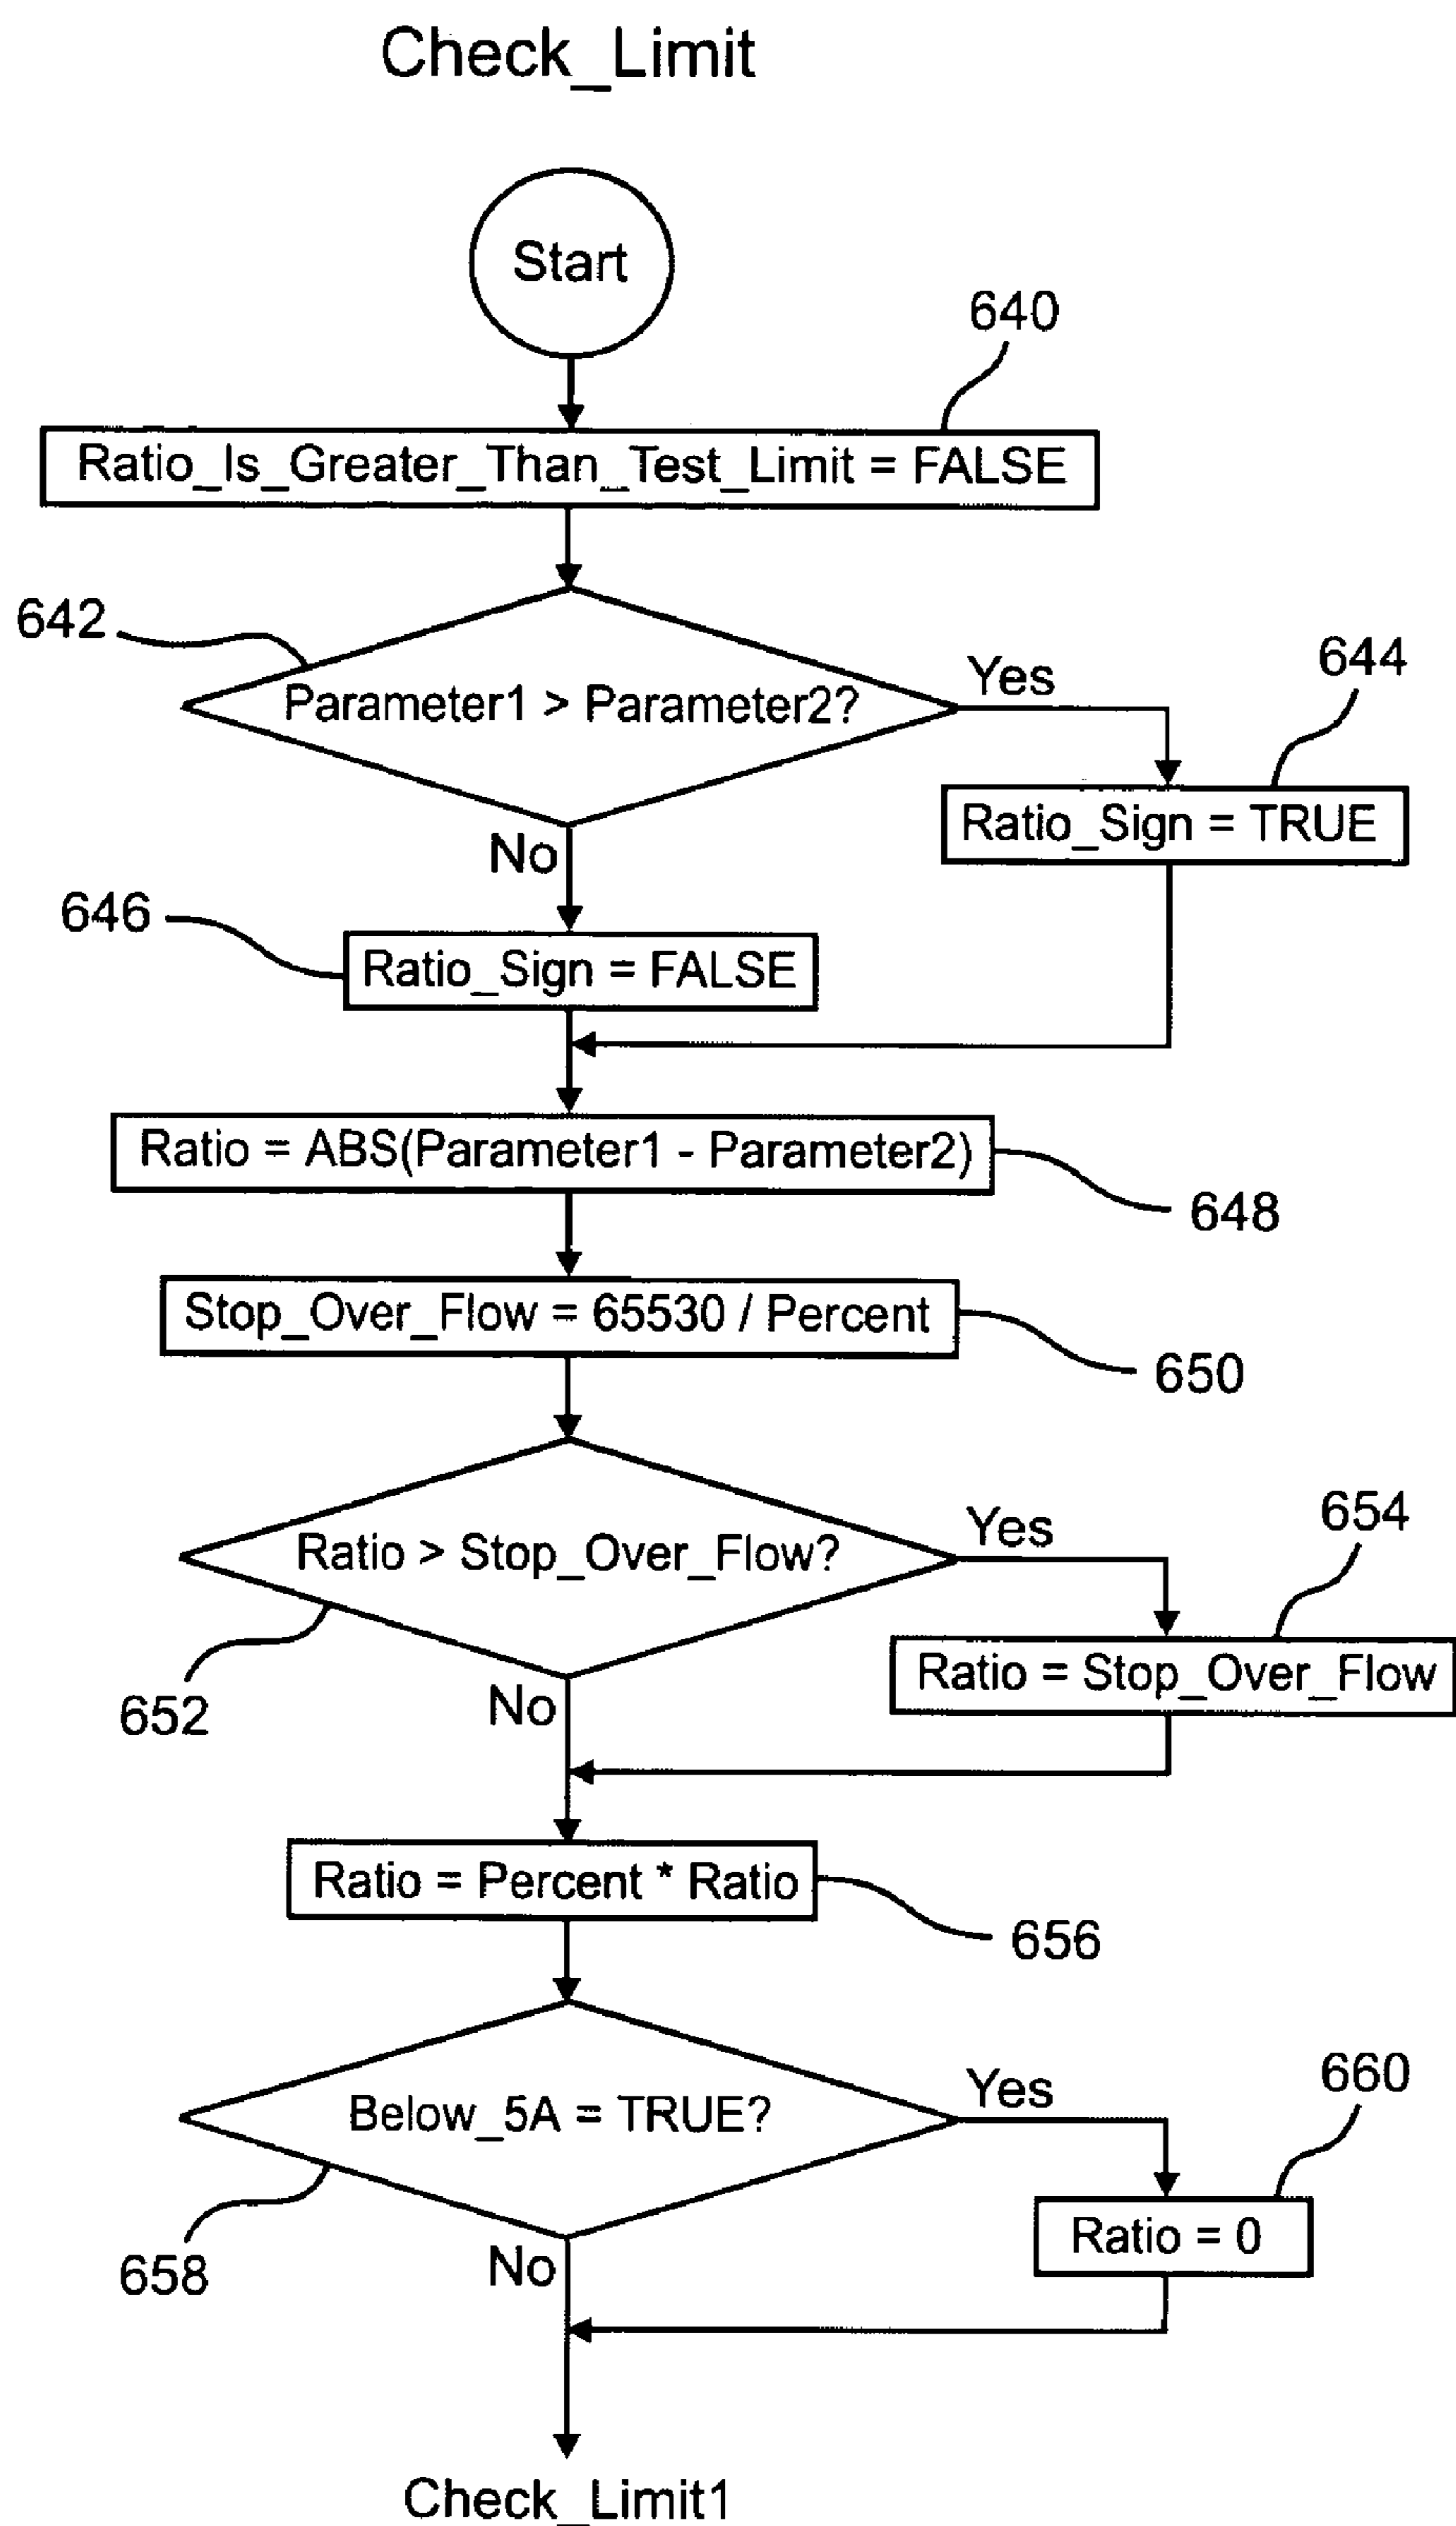 Check_Limit
Start
640
Ratio_Is_Greater_Than_Test_Limit = FALSE
642
Parameter1 > Parameter2?
Yes
644
Ratio_Sign = TRUE
No
646
Ratio_Sign = FALSE
Ratio = ABS(Parameter1 - Parameter2)
648
Stop_Over_Flow = 65530 / Percent
650
Ratio > Stop_Over_Flow?
Yes
654
Ratio = Stop_Over_Flow
652
No
Ratio = Percent * Ratio
656
Below_5A = TRUE?
Yes
660
Ratio = 0
658
No
Check_Limit1